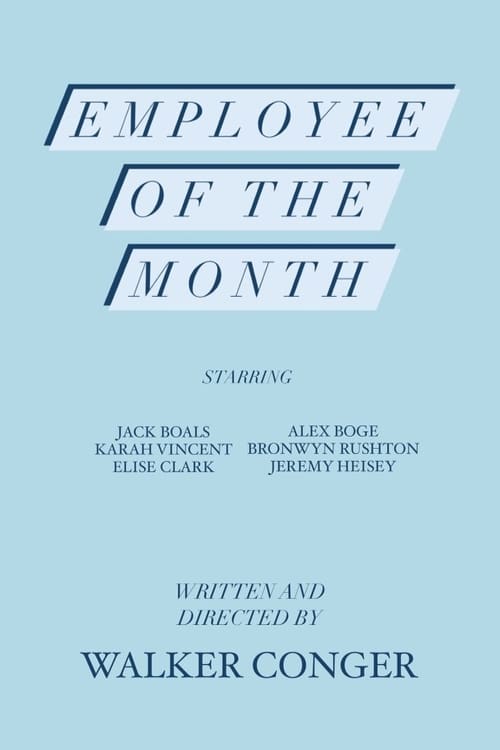 EMPLOYEE
OF THE
MONTH
STARRING
JACK BOALS
KARAH VINCENT
ELISE CLARK
ALEX BOGE
BRONWYN RUSHTON
JEREMY HEISEY
WRITTEN AND
DIRECTED BY
WALKER CONGER